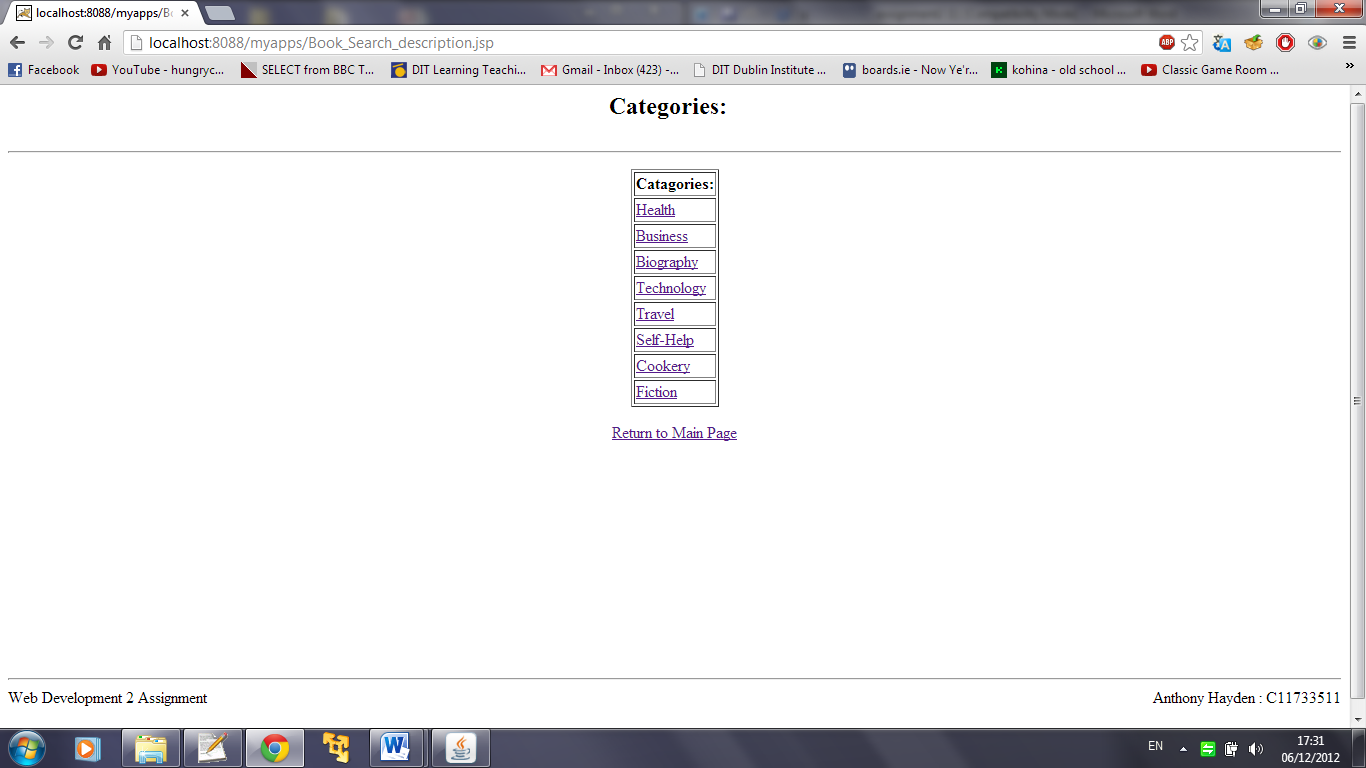 localhost:8088/myapps/Bo
localhost:8088/myapps/Book_Search_description.jsp
ABP
Facebook
YouTube - hungryc...
SELECT from BBC T...
DIT Learning Teachi...
Gmail - Inbox (423) -...
DIT Dublin Institute ...
boards.ie - Now Ye'r...
kohina - old school ...
Classic Game Room ...
»
Categories:
Catagories:
Health
Business
Biography
Technology
Travel
Self-Help
Cookery
Fiction
Return to Main Page
Web Development 2 Assignment
Anthony Hayden : C11733511
EN
17:31
06/12/2012